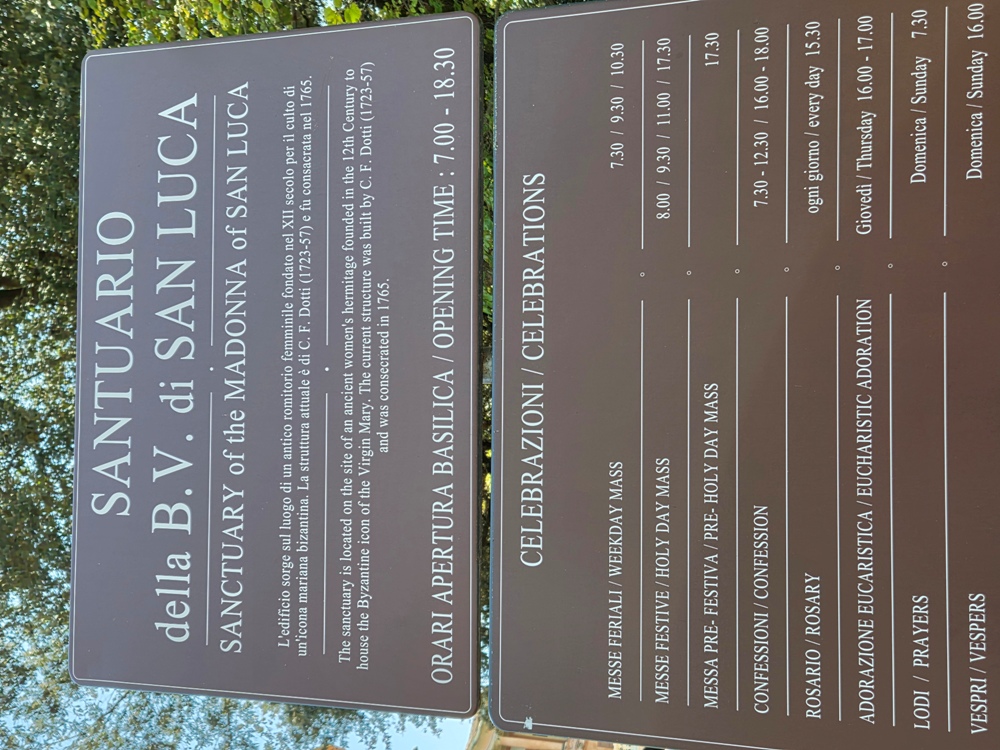 SANTUARIO
della B.V. di SAN LUCA
SANCTUARY of the MADONNA of SAN LUCA
L'edificio sorge sul luogo di un antico romitorio femminile fondato nel XII secolo per il culto di
un'icona mariana bizantina. La struttura attuale è di C. F. Dotti (1723-57) e fu consacrata nel 1765.
The sanctuary is located on the site of an ancient women's hermitage founded in the 12th Century to
house the Byzantine icon of the Virgin Mary. The current structure was built by C. F. Dotti (1723-57)
and was consecrated in 1765.
ORARI APERTURA BASILICA / OPENING TIME : 7.00 - 18.30
CELEBRAZIONI / CELEBRATIONS
MESSE FERIALI / WEEKDAY MASS 7.30 / 9.30 / 10.30
MESSE FESTIVE / HOLY DAY MASS 8.00 / 9.30 / 11.00 / 17.30
MESSA PRE- FESTIVA / PRE- HOLY DAY MASS 17.30
CONFESSIONI / CONFESSION 7.30 - 12.30 / 16.00 - 18.00
ROSARIO / ROSARY ogni giorno / every day 15.30
ADORAZIONE EUCARISTICA / EUCHARISTIC ADORATION Giovedì / Thursday 16.00 - 17.00
LODI / PRAYERS Domenica / Sunday 7.30
VESPRI / VESPERS Domenica / Sunday 16.00